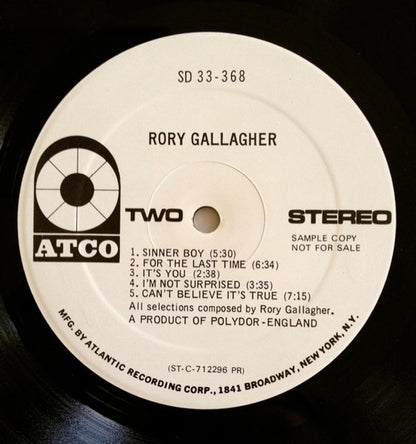 SD 33-368
RORY GALLAGHER
ATCO
TWO
STEREO
SAMPLE COPY
NOT FOR SALE
1. SINNER BOY (5:30)
2. FOR THE LAST TIME (6:34)
3. IT'S YOU (2:38)
4. I'M NOT SURPRISED (3:35)
5. CAN'T BELIEVE IT'S TRUE (7:15)
All selections composed by Rory Gallagher.
A PRODUCT OF POLYDOR-ENGLAND
(ST-C-712296 PR)
MFG. BY ATLANTIC RECORDING CORP., 1841 BROADWAY, NEW YORK, N.Y.